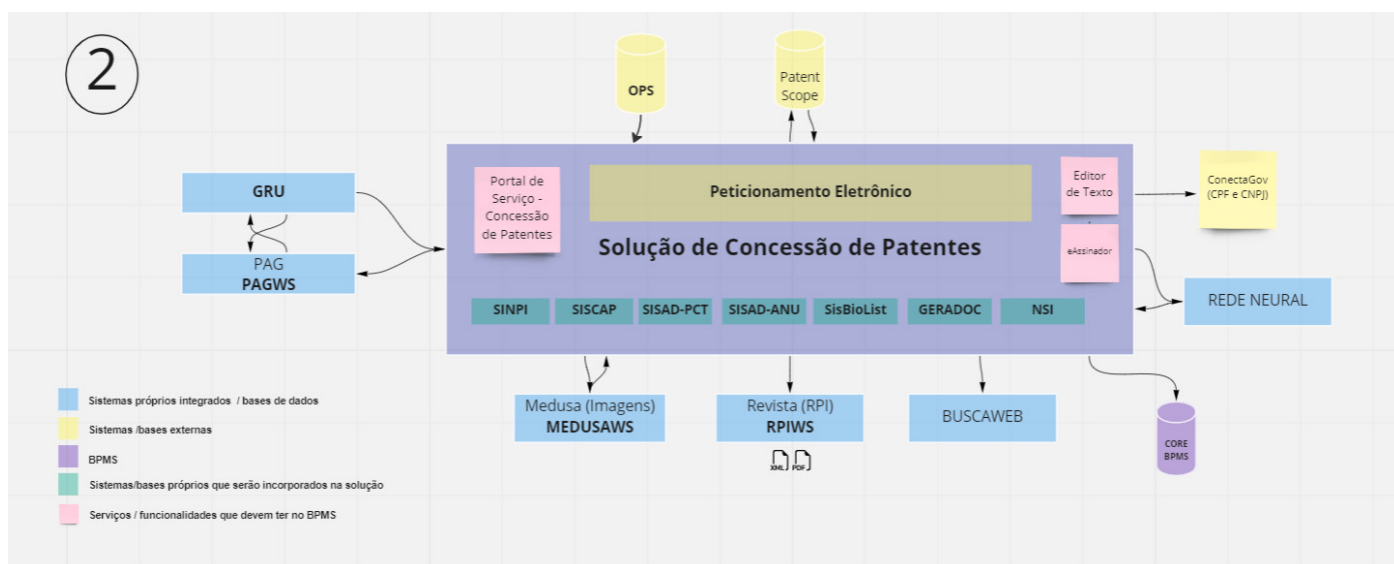 2
OPS
Patent
Scope
GRU
PAG
PAGWS
Portal de
Serviço -
Concessão
de Patentes
Peticionamento Eletrônico
Solução de Concessão de Patentes
Editor
de Texto
eAssinador
ConectaGov
(CPF e CNPJ)
REDE NEURAL
SINPI
SISCAP
SISAD-PCT
SISAD-ANU
SisBioList
GERADOC
NSI
Medusa (Imagens)
MEDUSAWS
Revista (RPI)
RPIWS
XML
PDF
BUSCAWEB
CORE
BPMS
Sistemas próprios integrados / bases de dados
Sistemas /bases externas
BPMS
Sistemas/bases próprios que serão incorporados na solução
Serviços / funcionalidades que devem ter no BPMS